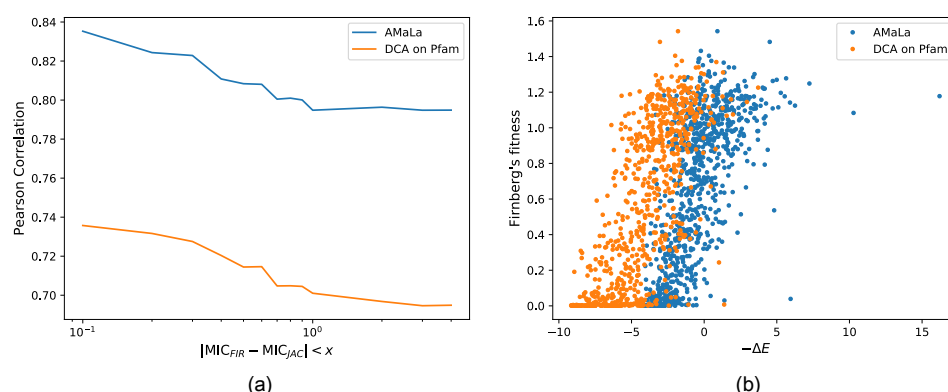 0.84
0.82
0.80
0.78
0.76
0.74
0.72
0.70
Pearson Correlation
AMaLa
DCA on Pfam
10⁻¹
10⁰
|MIC_FIR − MIC_JAC| < x
(a)
1.6
1.4
1.2
1.0
0.8
0.6
0.4
0.2
0.0
Firnberg's fitness
AMaLa
DCA on Pfam
−10
−5
0
5
10
15
−ΔE
(b)